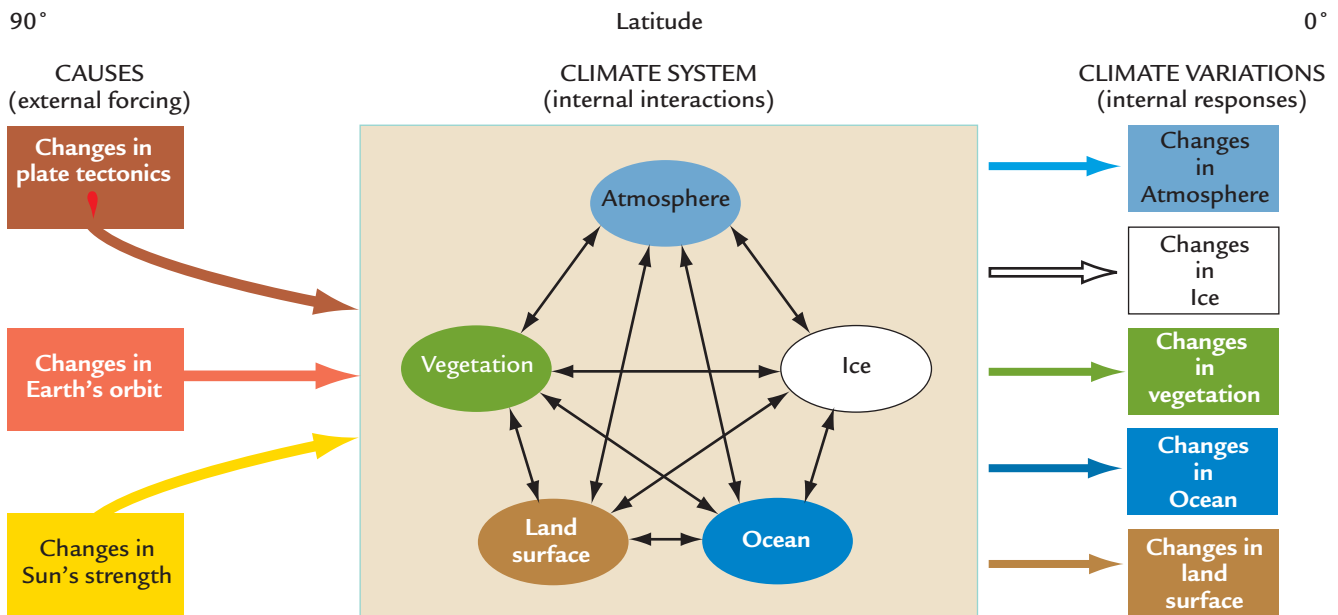 90° Latitude 0°
CAUSES
(external forcing)
CLIMATE SYSTEM
(internal interactions)
CLIMATE VARIATIONS
(internal responses)
Changes in
plate tectonics
Changes in
Earth's orbit
Changes in
Sun's strength
Atmosphere
Vegetation
Ice
Land
surface
Ocean
Changes
in
Atmosphere
Changes
in
Ice
Changes
in
vegetation
Changes
in
Ocean
Changes in
land
surface